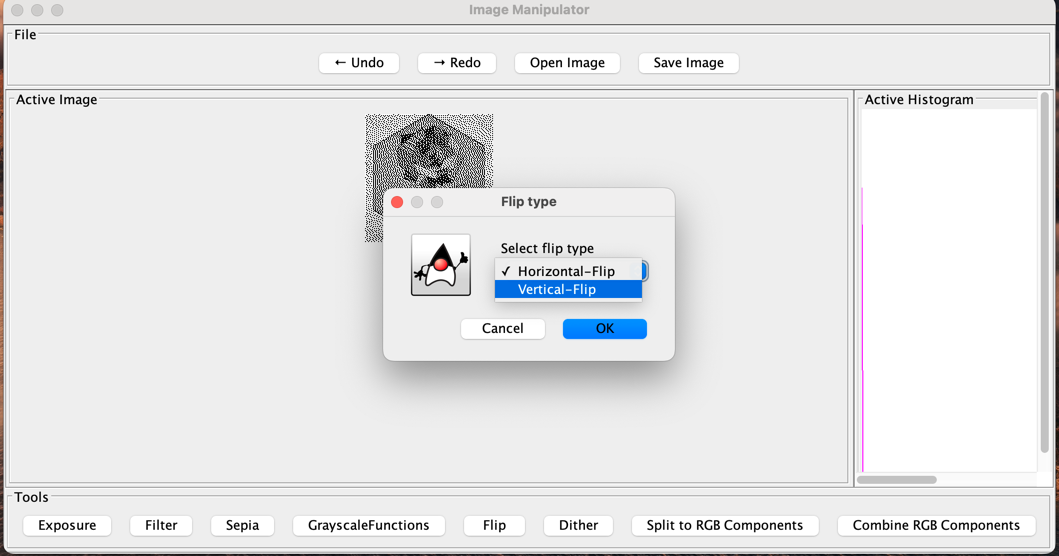 Image Manipulator
File
← Undo
→ Redo
Open Image
Save Image
Active Image
Active Histogram
Flip type
Select flip type
✓ Horizontal-Flip
Vertical-Flip
Cancel
OK
Tools
Exposure
Filter
Sepia
GrayscaleFunctions
Flip
Dither
Split to RGB Components
Combine RGB Components